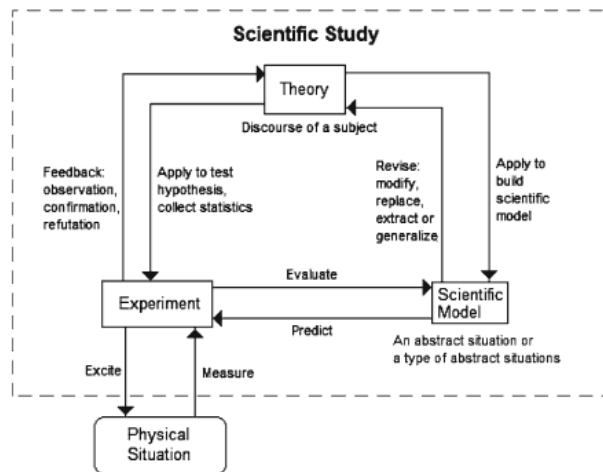 Scientific Study
Theory
Discourse of a subject
Feedback:
observation,
confirmation,
refutation
Apply to test
hypothesis,
collect statistics
Revise:
modify,
replace,
extract or
generalize
Apply to
build
scientific
model
Evaluate
Experiment
Scientific
Model
Predict
An abstract situation or
a type of abstract situations
Excite
Measure
Physical
Situation